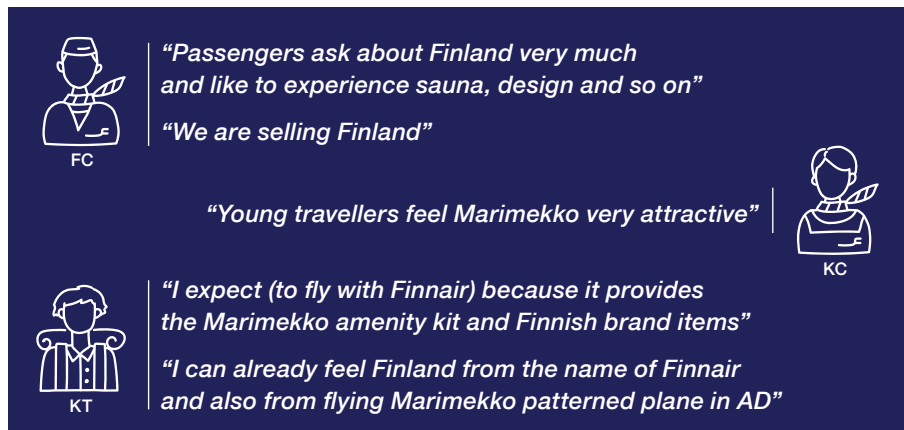 “Passengers ask about Finland very much
and like to experience sauna, design and so on”
“We are selling Finland”
FC
“Young travellers feel Marimekko very attractive”
KC
“I expect (to fly with Finnair) because it provides
the Marimekko amenity kit and Finnish brand items”
“I can already feel Finland from the name of Finnair
and also from flying Marimekko patterned plane in AD”
KT